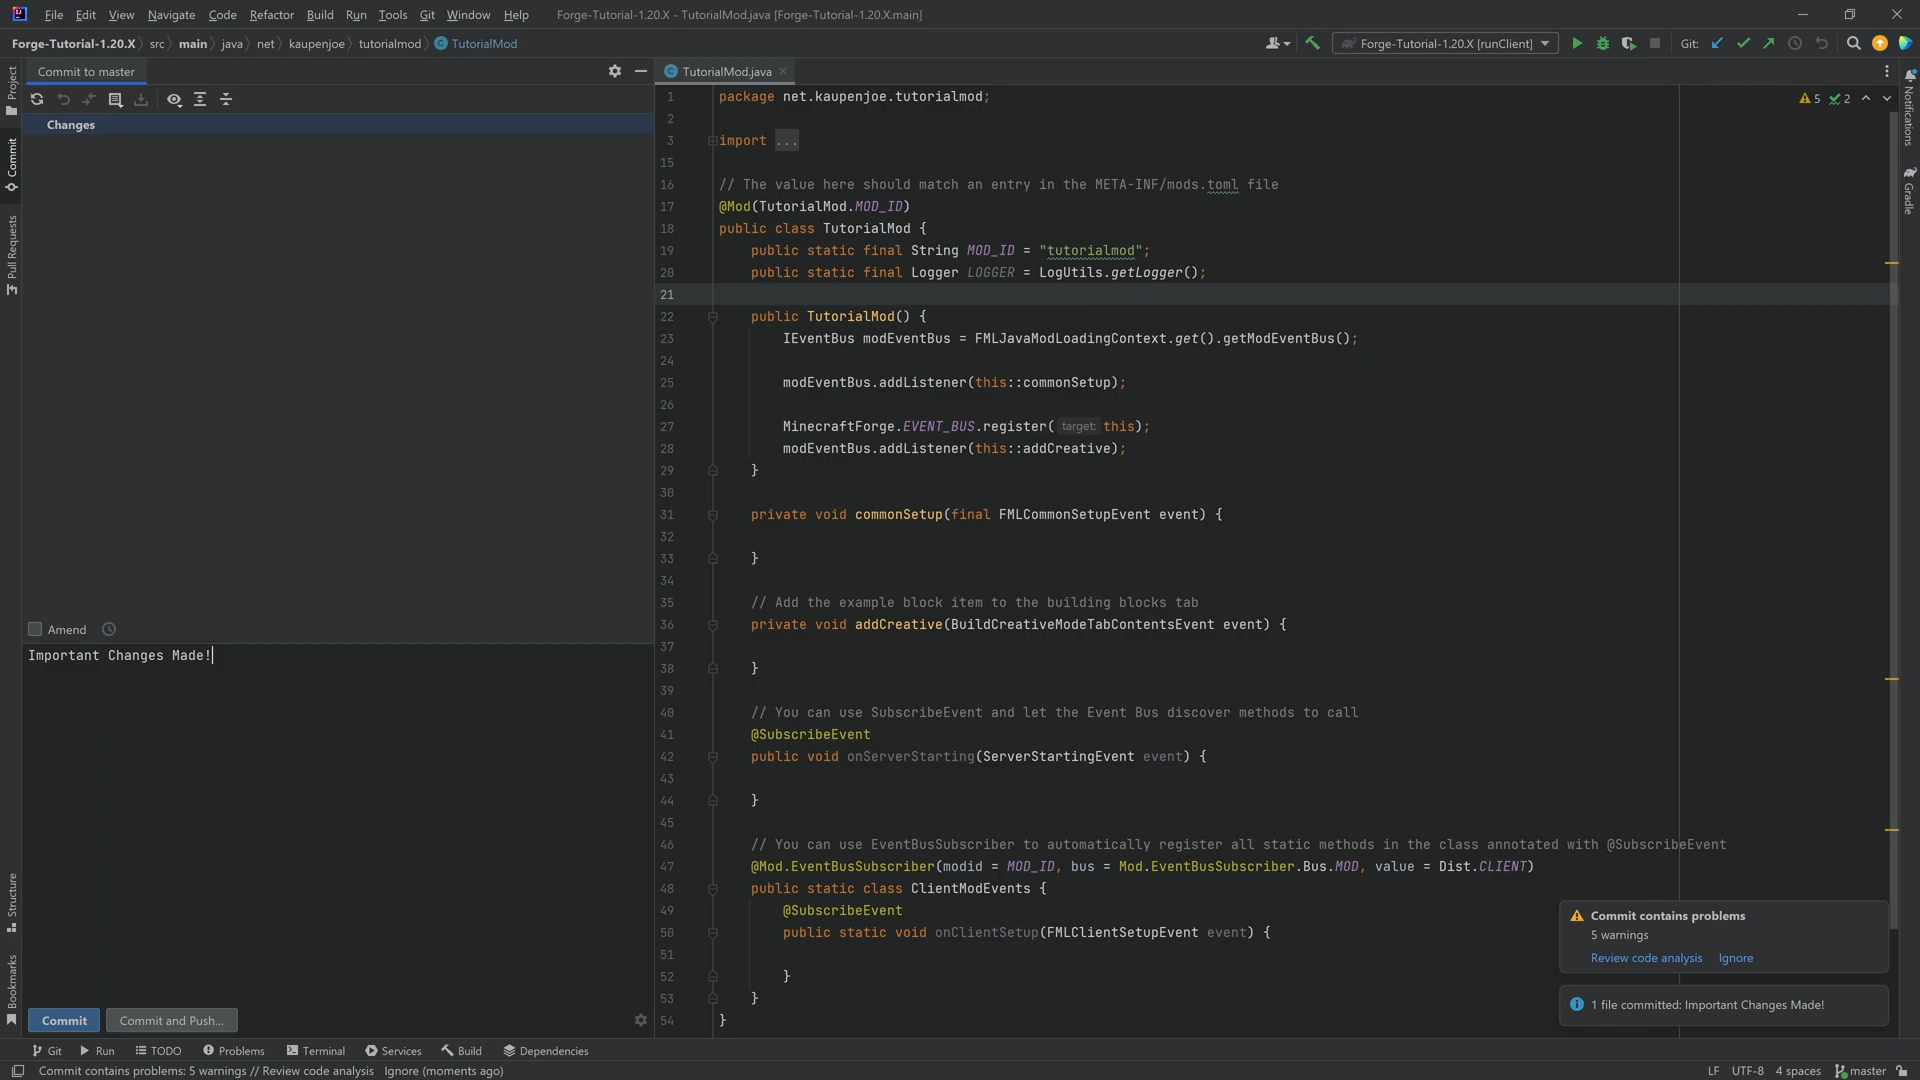 File Edit View Navigate Code Refactor Build Run Tools Git Window Help Forge-Tutorial-1.20.X - TutorialMod.java [Forge-Tutorial-1.20.X.main]
Forge-Tutorial-1.20.X src main java net kaupenjoe tutorialmod TutorialMod Forge-Tutorial-1.20.X [runClient] Git:
Commit to master
TutorialMod.java
Changes
Project
Commit
Pull Requests
Structure
Bookmarks
Notifications
Gradle
5 2
1 package net.kaupenjoe.tutorialmod;
2
3 import ...
15
16 // The value here should match an entry in the META-INF/mods.toml file
17 @Mod(TutorialMod.MOD_ID)
18 public class TutorialMod {
19 public static final String MOD_ID = "tutorialmod";
20 public static final Logger LOGGER = LogUtils.getLogger();
21
22 public TutorialMod() {
23 IEventBus modEventBus = FMLJavaModLoadingContext.get().getModEventBus();
24
25 modEventBus.addListener(this::commonSetup);
26
27 MinecraftForge.EVENT_BUS.register( target: this);
28 modEventBus.addListener(this::addCreative);
29 }
30
31 private void commonSetup(final FMLCommonSetupEvent event) {
32
33 }
34
35 // Add the example block item to the building blocks tab
36 private void addCreative(BuildCreativeModeTabContentsEvent event) {
37
38 }
39
40 // You can use SubscribeEvent and let the Event Bus discover methods to call
41 @SubscribeEvent
42 public void onServerStarting(ServerStartingEvent event) {
43
44 }
45
46 // You can use EventBusSubscriber to automatically register all static methods in the class annotated with @SubscribeEvent
47 @Mod.EventBusSubscriber(modid = MOD_ID, bus = Mod.EventBusSubscriber.Bus.MOD, value = Dist.CLIENT)
48 public static class ClientModEvents {
49 @SubscribeEvent
50 public static void onClientSetup(FMLClientSetupEvent event) {
51
52 }
53 }
54 }
Amend
Important Changes Made!
Commit Commit and Push...
Commit contains problems
5 warnings
Review code analysis Ignore
1 file committed: Important Changes Made!
Git Run TODO Problems Terminal Services Build Dependencies
Commit contains problems: 5 warnings // Review code analysis Ignore (moments ago) LF UTF-8 4 spaces master